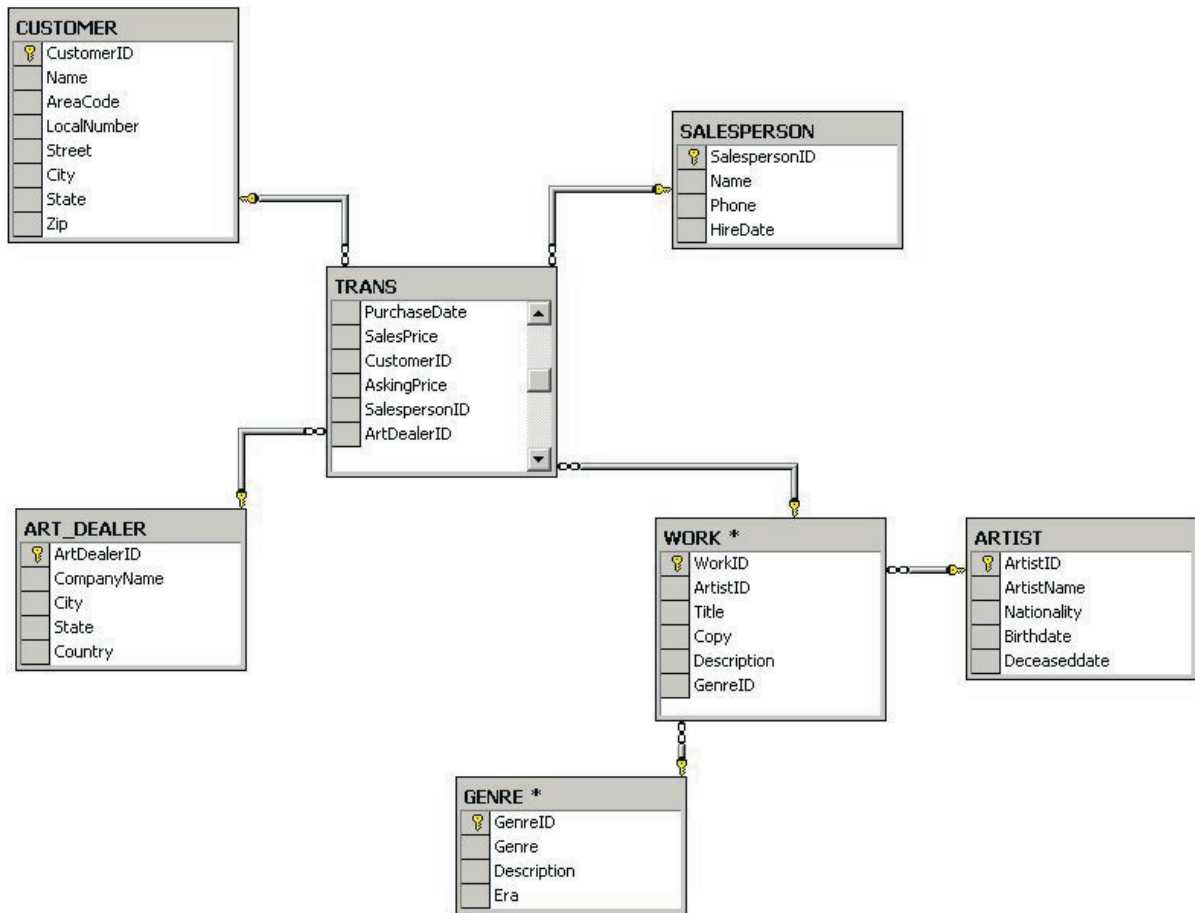 CUSTOMER
CustomerID
Name
AreaCode
LocalNumber
Street
City
State
Zip
SALESPERSON
SalespersonID
Name
Phone
HireDate
TRANS
PurchaseDate
SalesPrice
CustomerID
AskingPrice
SalespersonID
ArtDealerID
ART_DEALER
ArtDealerID
CompanyName
City
State
Country
WORK *
WorkID
ArtistID
Title
Copy
Description
GenreID
ARTIST
ArtistID
ArtistName
Nationality
Birthdate
Deceaseddate
GENRE *
GenreID
Genre
Description
Era